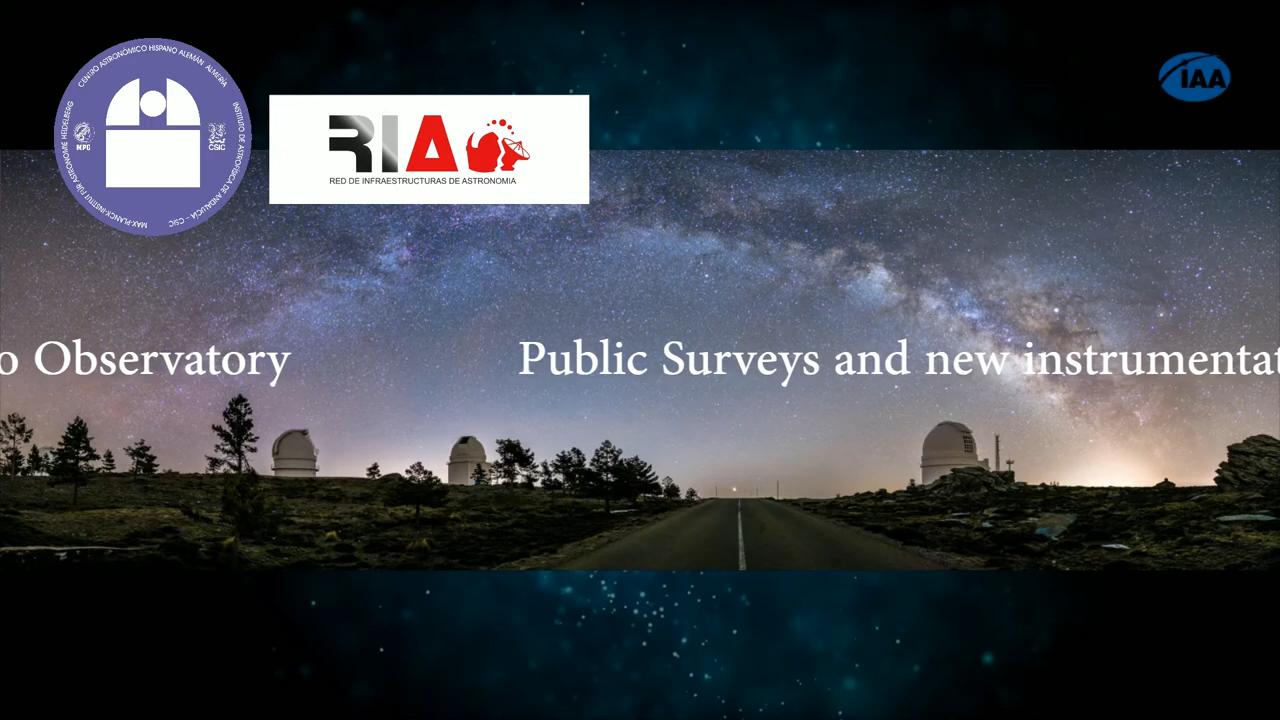 CENTRO ASTRONÓMICO HISPANO ALEMÁN ALMERÍA
INSTITUTO DE ASTROFÍSICA DE ANDALUCÍA - CSIC
MAX-PLANCK-INSTITUT FÜR ASTRONOMIE HEIDELBERG
MPG
CSIC
RIA
RED DE INFRAESTRUCTURAS DE ASTRONOMIA
IAA
o Observatory
Public Surveys and new instrumentat